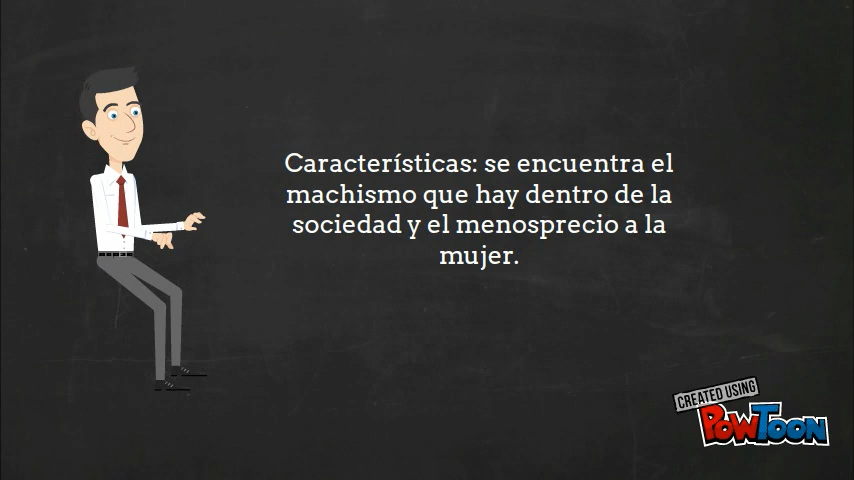 Características: se encuentra el
machismo que hay dentro de la
sociedad y el menosprecio a la
mujer.
CREATED USING
POWTOON